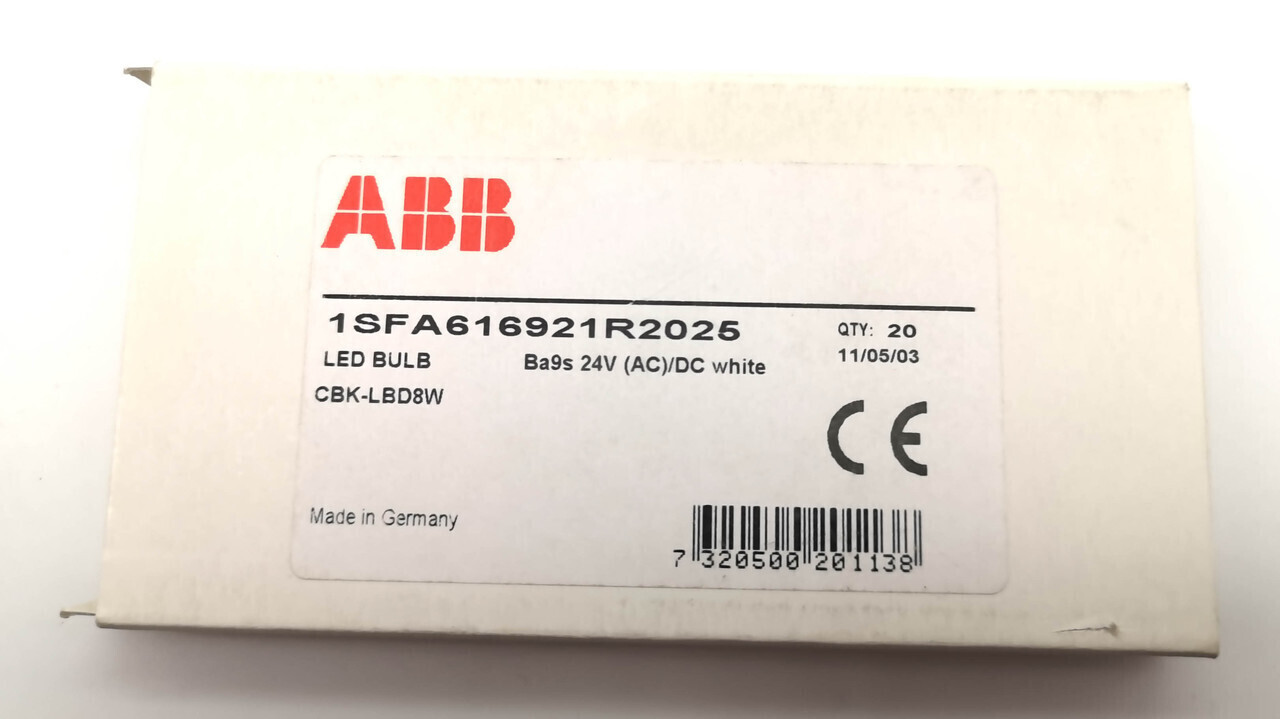 ABB
1SFA616921R2025 QTY: 20
LED BULB Ba9s 24V (AC)/DC white 11/05/03
CBK-LBD8W
CE
Made in Germany
7 320500 201138